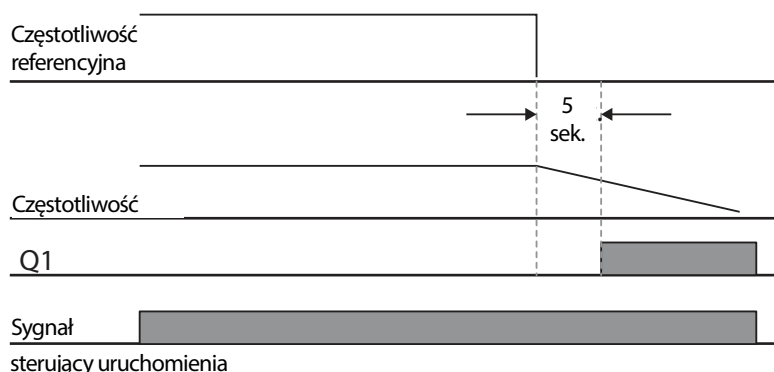 Częstotliwość
referencyjna
5
sek.
Częstotliwość
Q1
Sygnał
sterujący uruchomienia